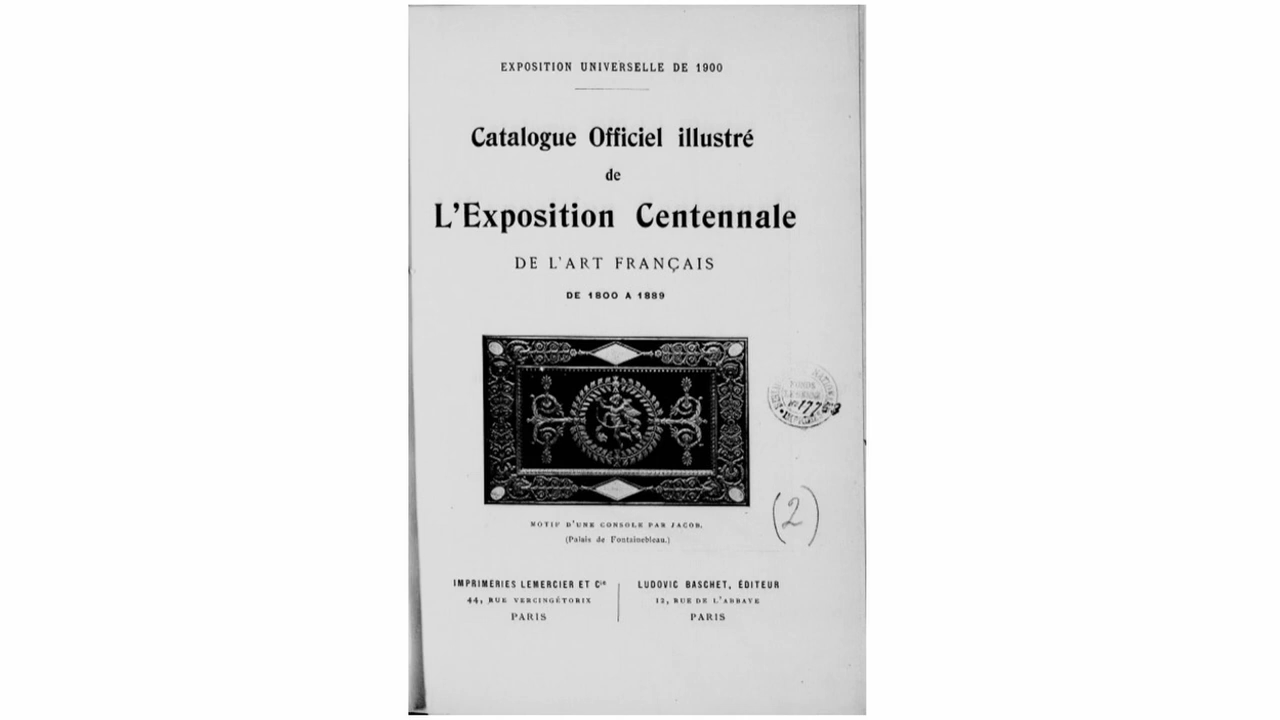 EXPOSITION UNIVERSELLE DE 1900
Catalogue Officiel illustré
de
L'Exposition Centennale
DE L'ART FRANÇAIS
DE 1800 A 1889
MOTIF D'UNE CONSOLE PAR JACOB.
(Palais de Fontainebleau.)
(2)
IMPRIMERIES LEMERCIER ET Cie
44, RUE VERCINGÉTORIX
PARIS
LUDOVIC BASCHET, ÉDITEUR
12, RUE DE L'ABBAYE
PARIS